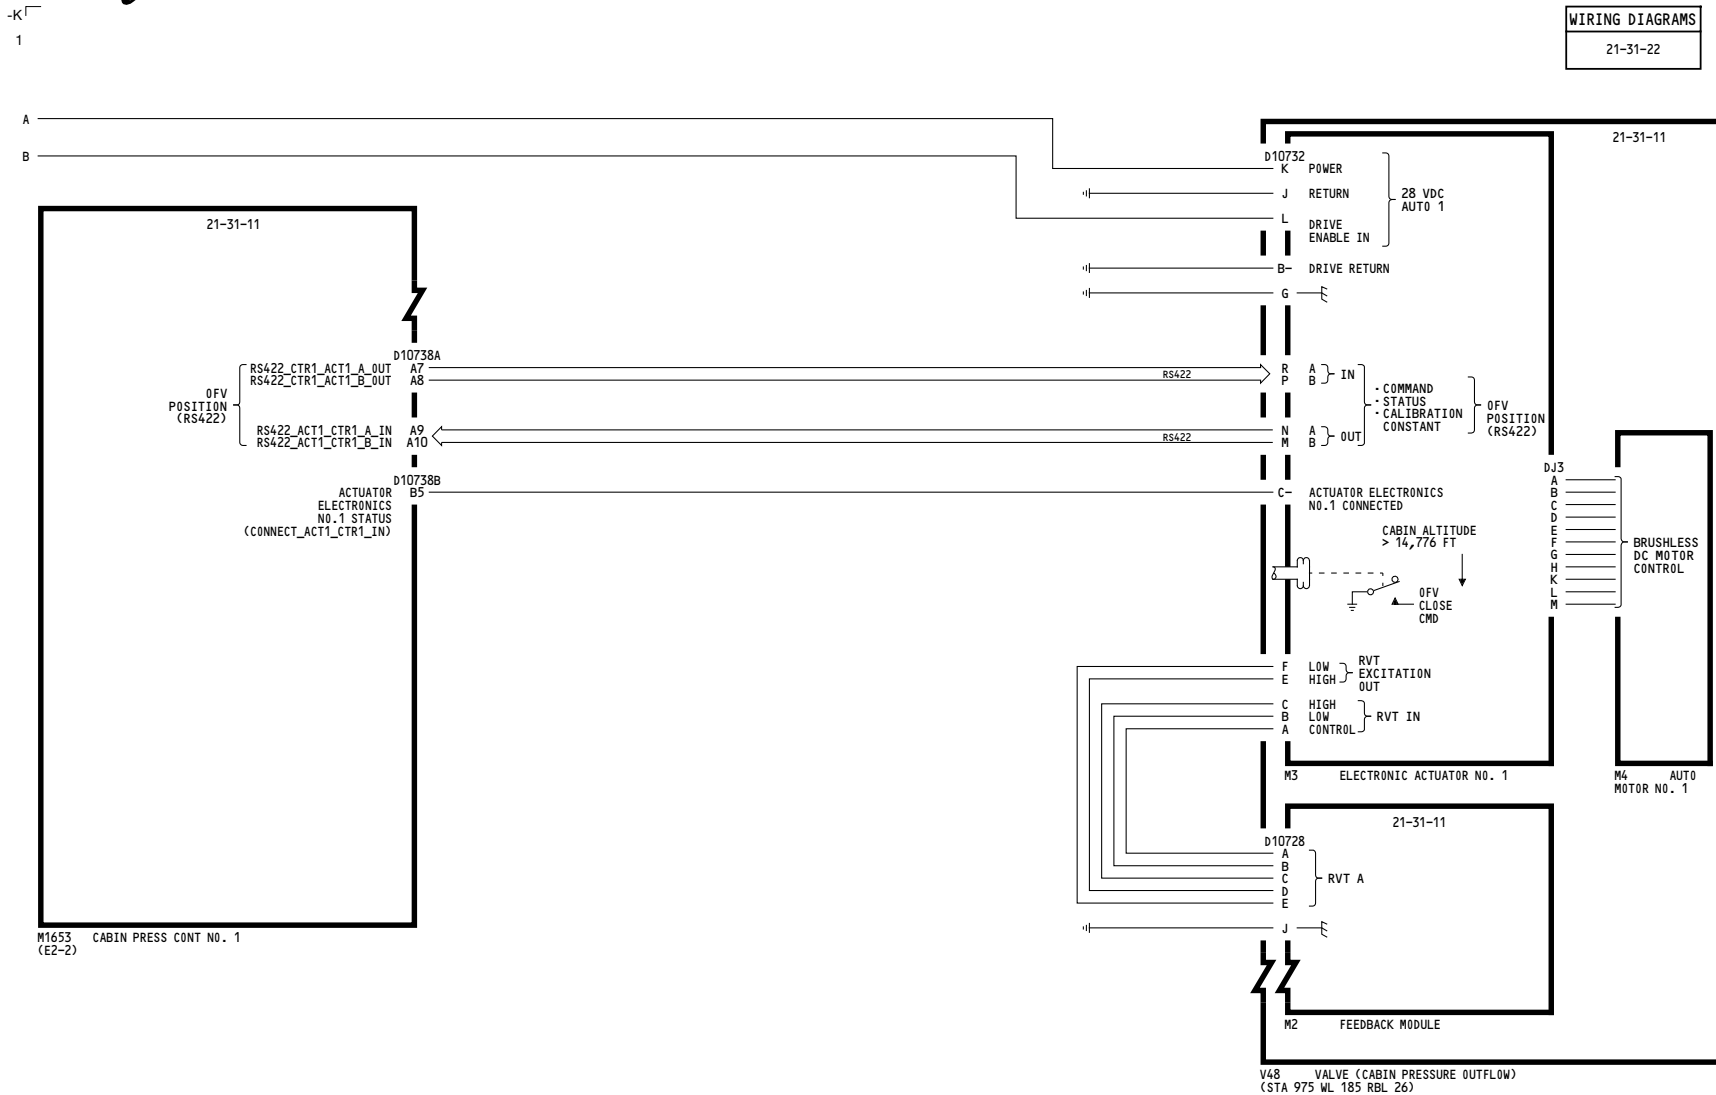 -K
1
WIRING DIAGRAMS
21-31-22
A
B
21-31-11
D10732
K POWER
J RETURN
L DRIVE
ENABLE IN
28 VDC
AUTO 1
B- DRIVE RETURN
G
21-31-11
D10738A
RS422_CTR1_ACT1_A_OUT A7
RS422_CTR1_ACT1_B_OUT A8
OFV
POSITION
(RS422)
RS422_ACT1_CTR1_A_IN A9
RS422_ACT1_CTR1_B_IN A10
D10738B
ACTUATOR B5
ELECTRONICS
NO.1 STATUS
(CONNECT_ACT1_CTR1_IN)
M1653 CABIN PRESS CONT NO. 1
(E2-2)
RS422
RS422
R A
P B
IN
N A
M B
OUT
· COMMAND
· STATUS
· CALIBRATION
CONSTANT
OFV
POSITION
(RS422)
C- ACTUATOR ELECTRONICS
NO.1 CONNECTED
CABIN ALTITUDE
> 14,776 FT
OFV
CLOSE
CMD
F LOW
E HIGH
RVT
EXCITATION
OUT
C HIGH
B LOW
A CONTROL
RVT IN
M3 ELECTRONIC ACTUATOR NO. 1
DJ3
A
B
C
D
E
F
G
H
K
L
M
BRUSHLESS
DC MOTOR
CONTROL
M4 AUTO
MOTOR NO. 1
21-31-11
D10728
A
B
C
D
E
RVT A
J
M2 FEEDBACK MODULE
V48 VALVE (CABIN PRESSURE OUTFLOW)
(STA 975 WL 185 RBL 26)